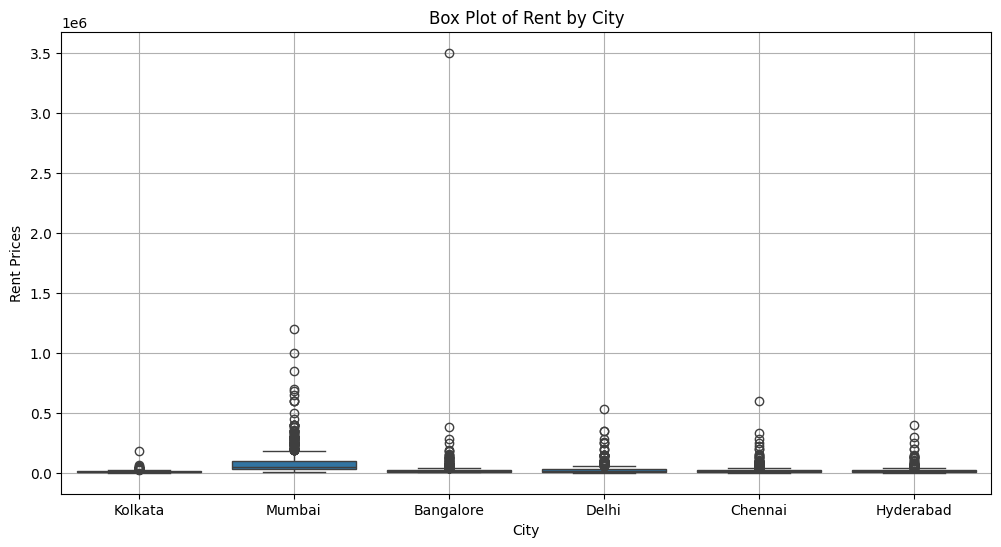 Box Plot of Rent by City
1e6
3.5
3.0
2.5
2.0
1.5
1.0
0.5
0.0
Rent Prices
Kolkata Mumbai Bangalore Delhi Chennai Hyderabad
City